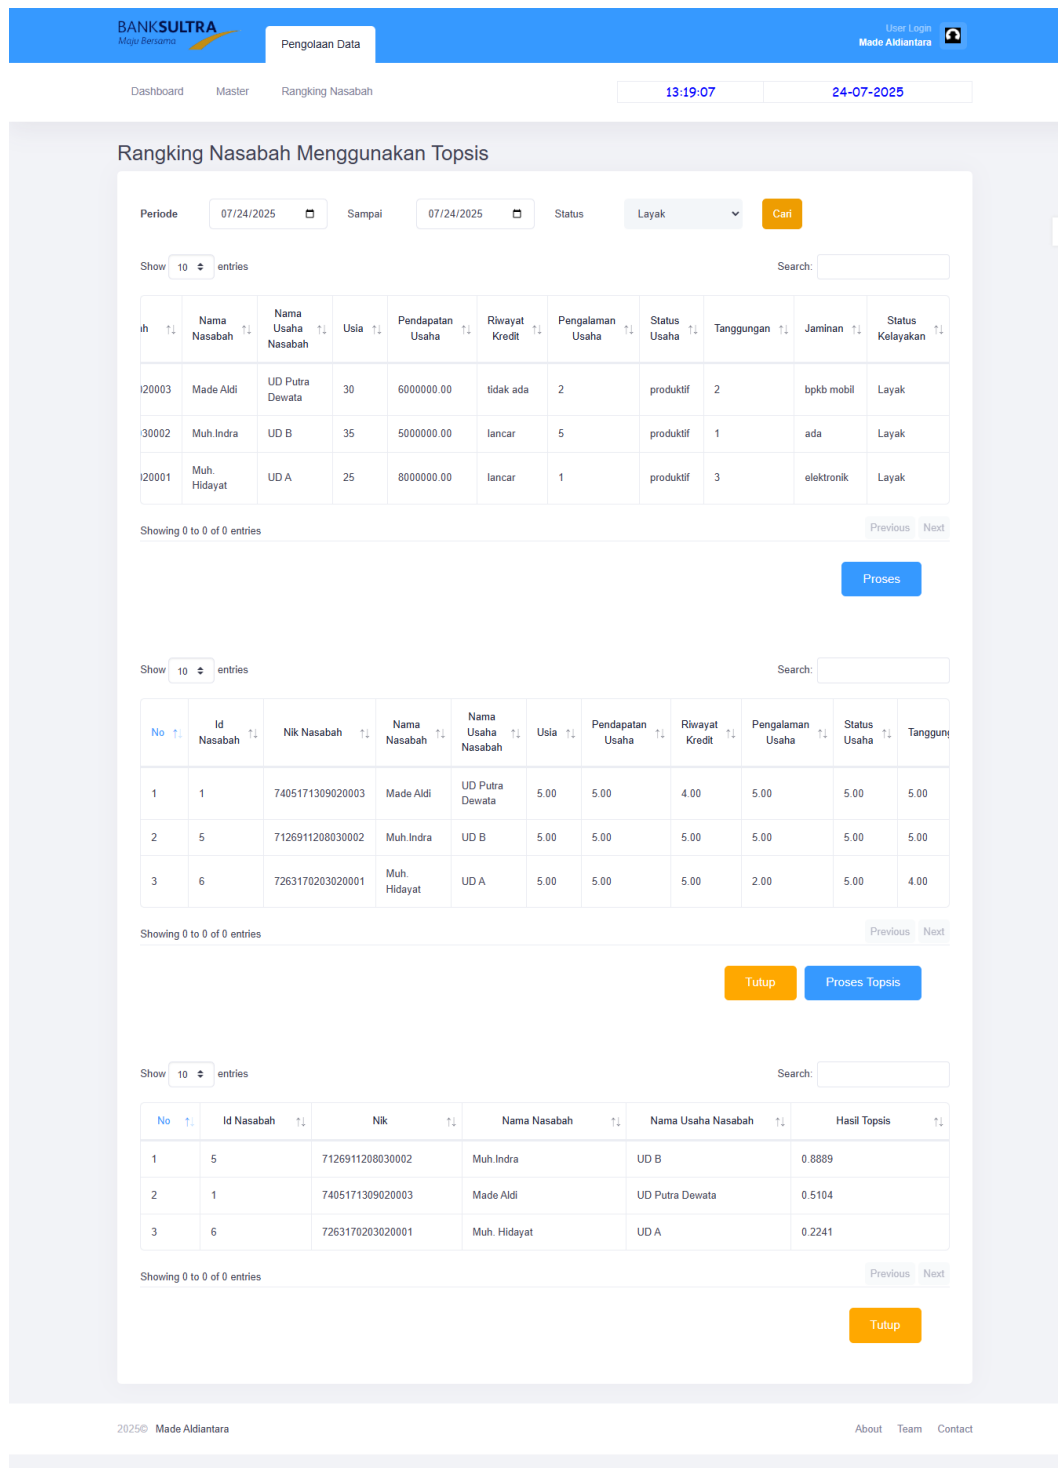 BANKSULTRA
Maju Bersama
Pengolaan Data
User Login
Made Aldiantara
Dashboard Master Rangking Nasabah 13:19:07 24-07-2025
Rangking Nasabah Menggunakan Topsis
Periode 07/24/2025 Sampai 07/24/2025 Status Layak Cari
Show 10 entries Search:
ah Nama Nasabah Nama Usaha Nasabah Usia Pendapatan Usaha Riwayat Kredit Pengalaman Usaha Status Usaha Tanggungan Jaminan Status Kelayakan
020003 Made Aldi UD Putra Dewata 30 6000000.00 tidak ada 2 produktif 2 bpkb mobil Layak
030002 Muh.Indra UD B 35 5000000.00 lancar 5 produktif 1 ada Layak
020001 Muh. Hidayat UD A 25 8000000.00 lancar 1 produktif 3 elektronik Layak
Showing 0 to 0 of 0 entries Previous Next
Proses
Show 10 entries Search:
No Id Nasabah Nik Nasabah Nama Nasabah Nama Usaha Nasabah Usia Pendapatan Usaha Riwayat Kredit Pengalaman Usaha Status Usaha Tanggung
1 1 7405171309020003 Made Aldi UD Putra Dewata 5.00 5.00 4.00 5.00 5.00 5.00
2 5 7126911208030002 Muh.Indra UD B 5.00 5.00 5.00 5.00 5.00 5.00
3 6 7263170203020001 Muh. Hidayat UD A 5.00 5.00 5.00 2.00 5.00 4.00
Showing 0 to 0 of 0 entries Previous Next
Tutup Proses Topsis
Show 10 entries Search:
No Id Nasabah Nik Nama Nasabah Nama Usaha Nasabah Hasil Topsis
1 5 7126911208030002 Muh.Indra UD B 0.8889
2 1 7405171309020003 Made Aldi UD Putra Dewata 0.5104
3 6 7263170203020001 Muh. Hidayat UD A 0.2241
Showing 0 to 0 of 0 entries Previous Next
Tutup
2025© Made Aldiantara About Team Contact